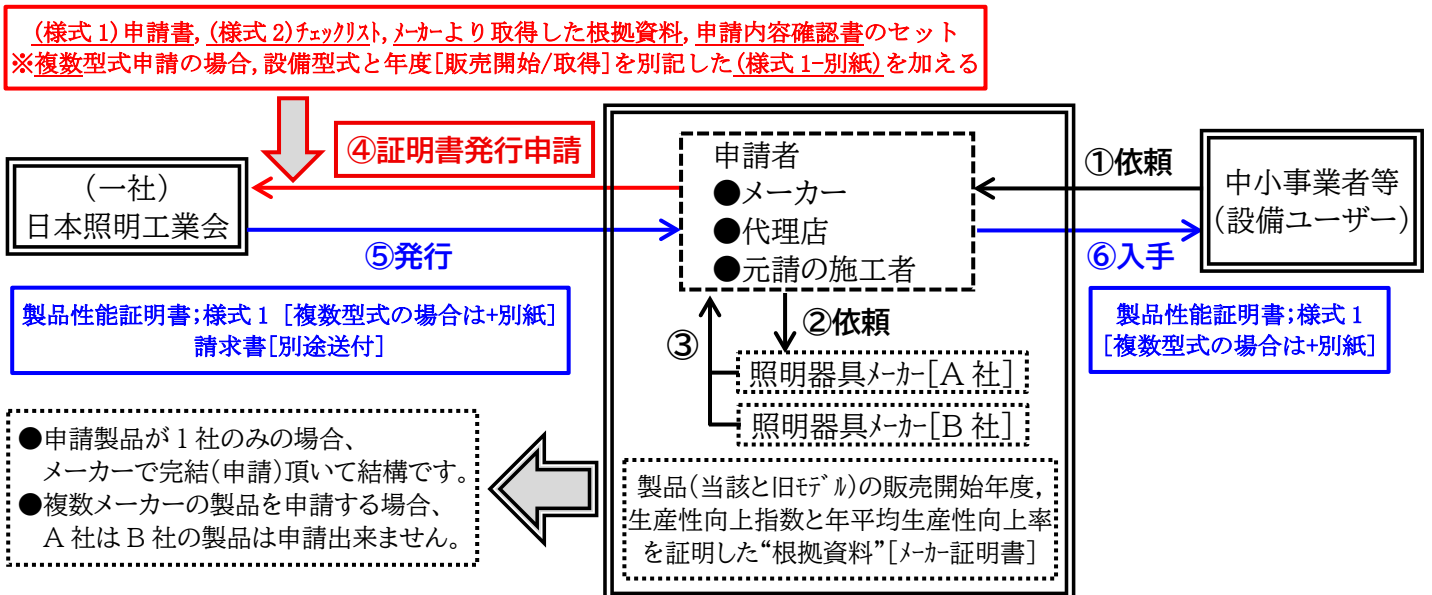 (様式1)申請書,(様式2)ﾁｪｯｸﾘｽﾄ,ﾒｰｶｰより取得した根拠資料,申請内容確認書のセット
※複数型式申請の場合,設備型式と年度[販売開始/取得]を別記した(様式1-別紙)を加える
④証明書発行申請
(一社)
日本照明工業会
申請者
●メーカー
●代理店
●元請の施工者
①依頼
中小事業者等
(設備ユーザー)
⑤発行
⑥入手
製品性能証明書;様式1 [複数型式の場合は+別紙]
請求書[別途送付]
製品性能証明書;様式1
[複数型式の場合は+別紙]
②依頼
③
照明器具ﾒｰｶｰ[A社]
照明器具ﾒｰｶｰ[B社]
●申請製品が1社のみの場合、
メーカーで完結(申請)頂いて結構です。
●複数メーカーの製品を申請する場合、
A社はB社の製品は申請出来ません。
製品(当該と旧ﾓﾃﾞﾙ)の販売開始年度,
生産性向上指数と年平均生産性向上率
を証明した“根拠資料”[ﾒｰｶｰ証明書]